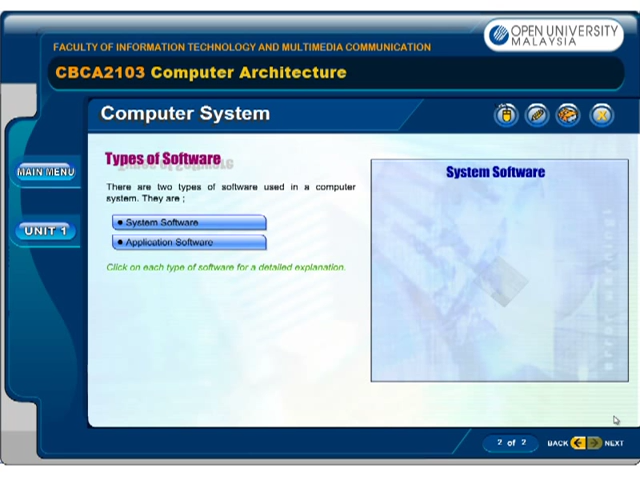 OPEN UNIVERSITY
MALAYSIA
FACULTY OF INFORMATION TECHNOLOGY AND MULTIMEDIA COMMUNICATION
CBCA2103 Computer Architecture
Computer System
MAIN MENU
UNIT 1
Types of Software
There are two types of software used in a computer
system. They are ;
• System Software
• Application Software
Click on each type of software for a detailed explanation.
System Software
2 of 2
BACK
NEXT